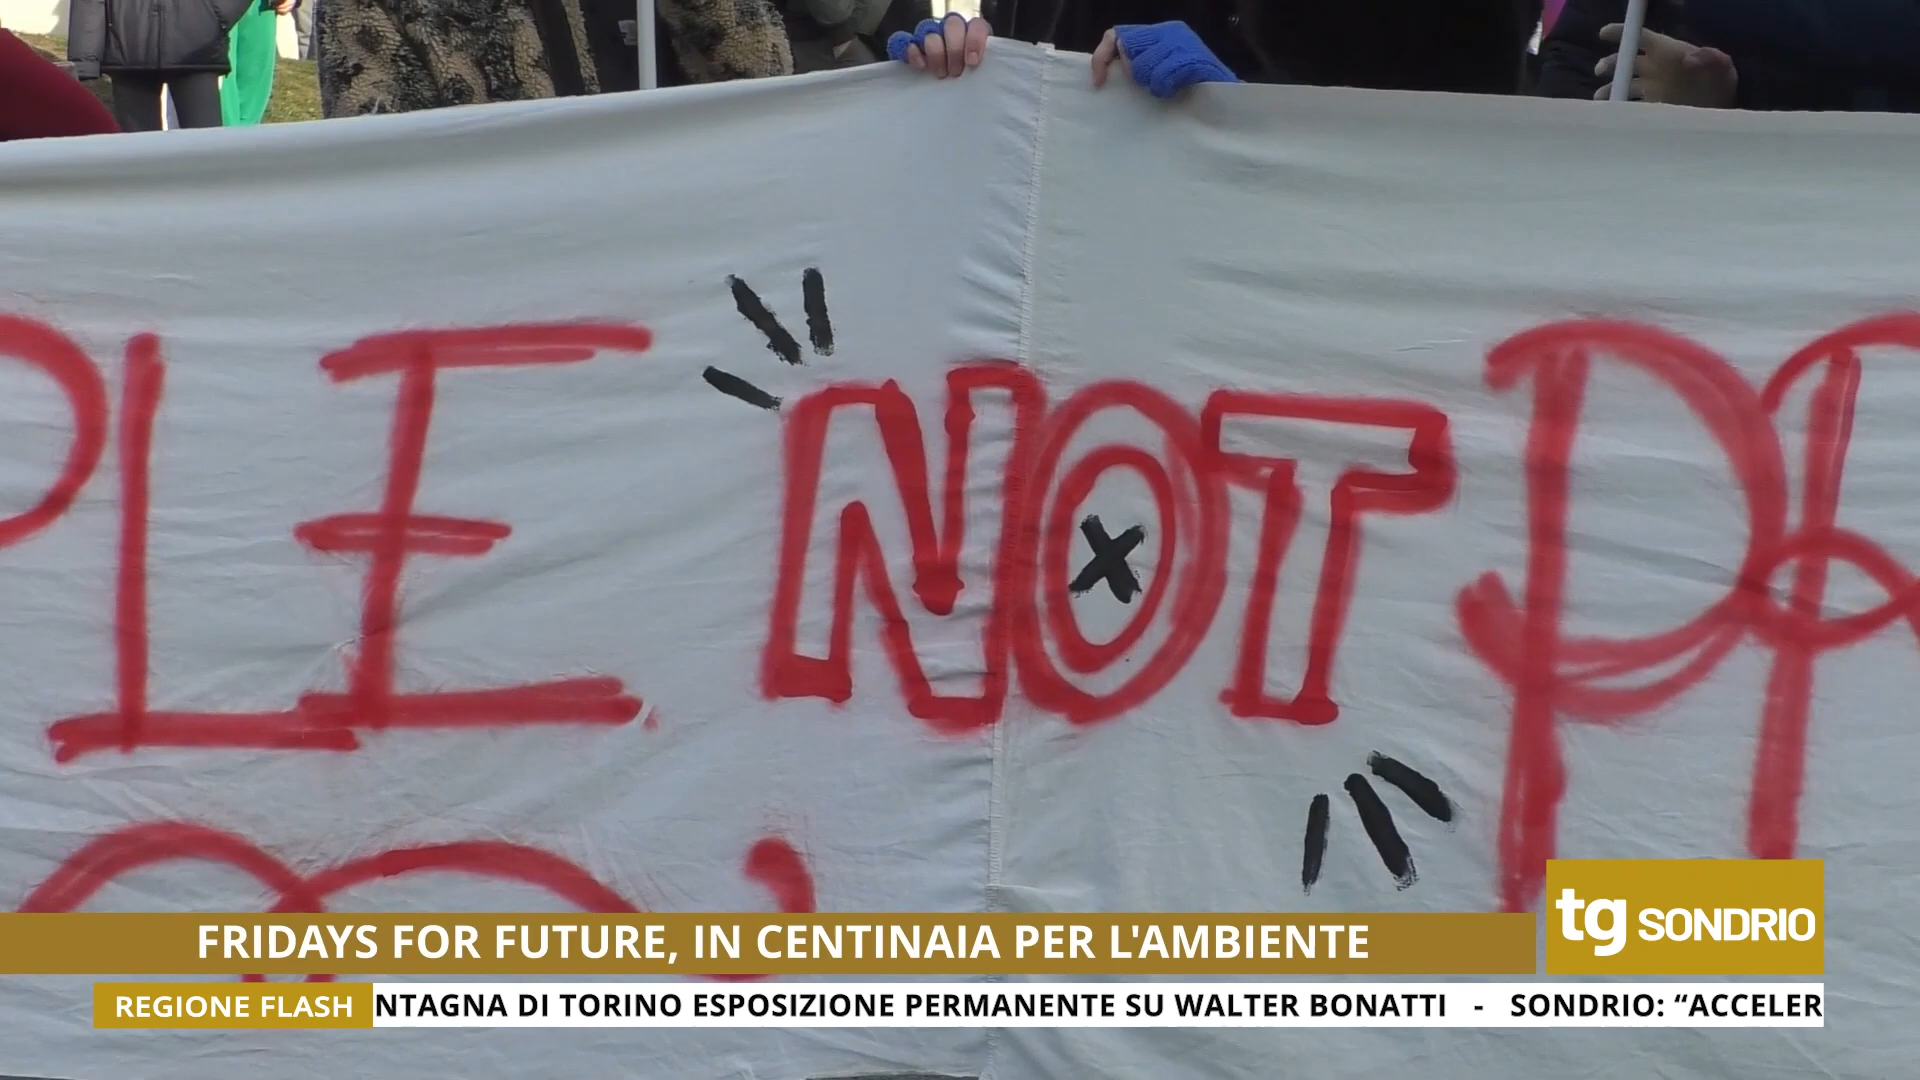 PLE NOT PR
FRIDAYS FOR FUTURE, IN CENTINAIA PER L'AMBIENTE
tg SONDRIO
REGIONE FLASH
NTAGNA DI TORINO ESPOSIZIONE PERMANENTE SU WALTER BONATTI - SONDRIO: “ACCELER